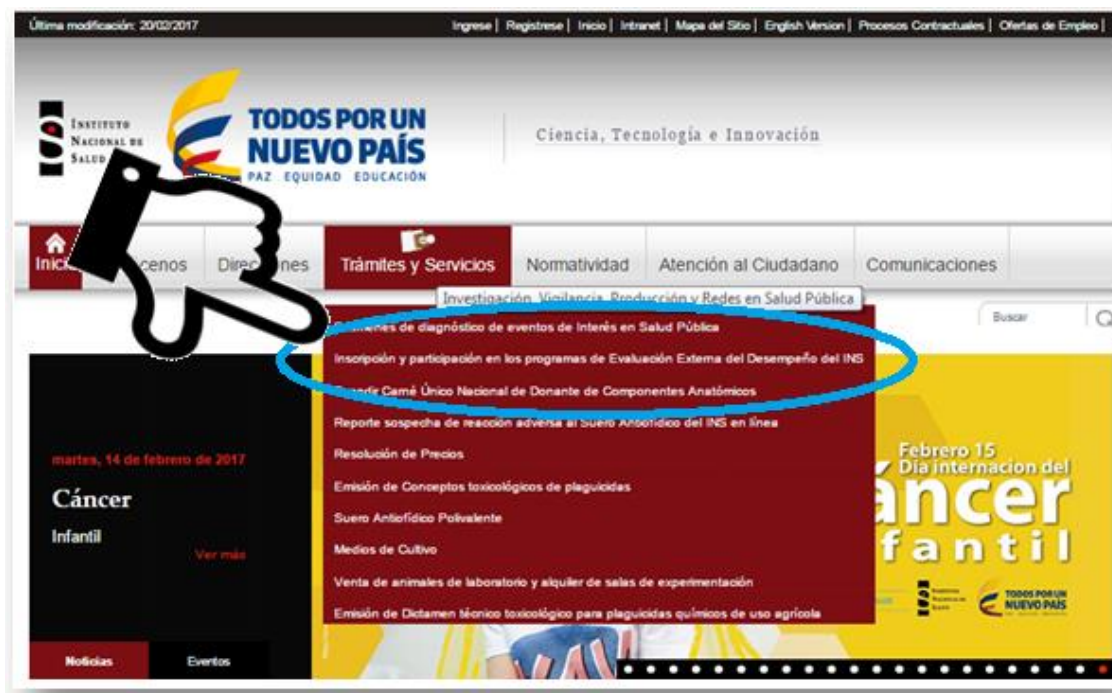 Última modificación: 20/02/2017
Ingrese | Registrese | Inicio | Intranet | Mapa del Sitio | English Version | Procesos Contractuales | Ofertas de Empleo |
INSTITUTO
NACIONAL DE
SALUD
TODOS POR UN
NUEVO PAÍS
PAZ EQUIDAD EDUCACIÓN
Ciencia, Tecnología e Innovación
Trámites y Servicios Normatividad Atención al Ciudadano Comunicaciones
Investigación, Vigilancia, Producción y Redes en Salud Pública
Buscar
de diagnóstico de eventos de Interés en Salud Pública
Inscripción y participación en los programas de Evaluación Externa del Desempeño del INS
Carné Único Nacional de Donante de Componentes Anatómicos
Reporte sospecha de reacción adversa al Suero Antiofídico del INS en línea
Resolución de Precios
Emisión de Conceptos toxicológicos de plaguicidas
Suero Antiofídico Polivalente
Medios de Cultivo
Venta de animales de laboratorio y alquiler de salas de experimentación
Emisión de Dictamen técnico toxicológico para plaguicidas químicos de uso agrícola
martes, 14 de febrero de 2017
Cáncer
Infantil
Ver más
Noticias Eventos
Febrero 15
Día internacion del
áncer
fantil
TODOS POR UN
NUEVO PAÍS